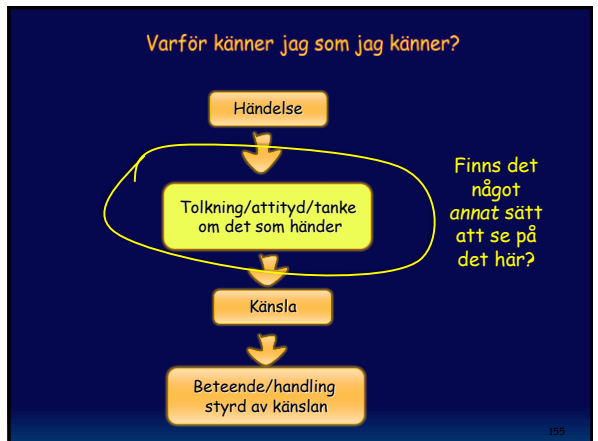 Varför känner jag som jag känner?
Händelse
Tolkning/attityd/tanke
om det som händer
Finns det
något
annat sätt
att se på
det här?
Känsla
Beteende/handling
styrd av känslan
155